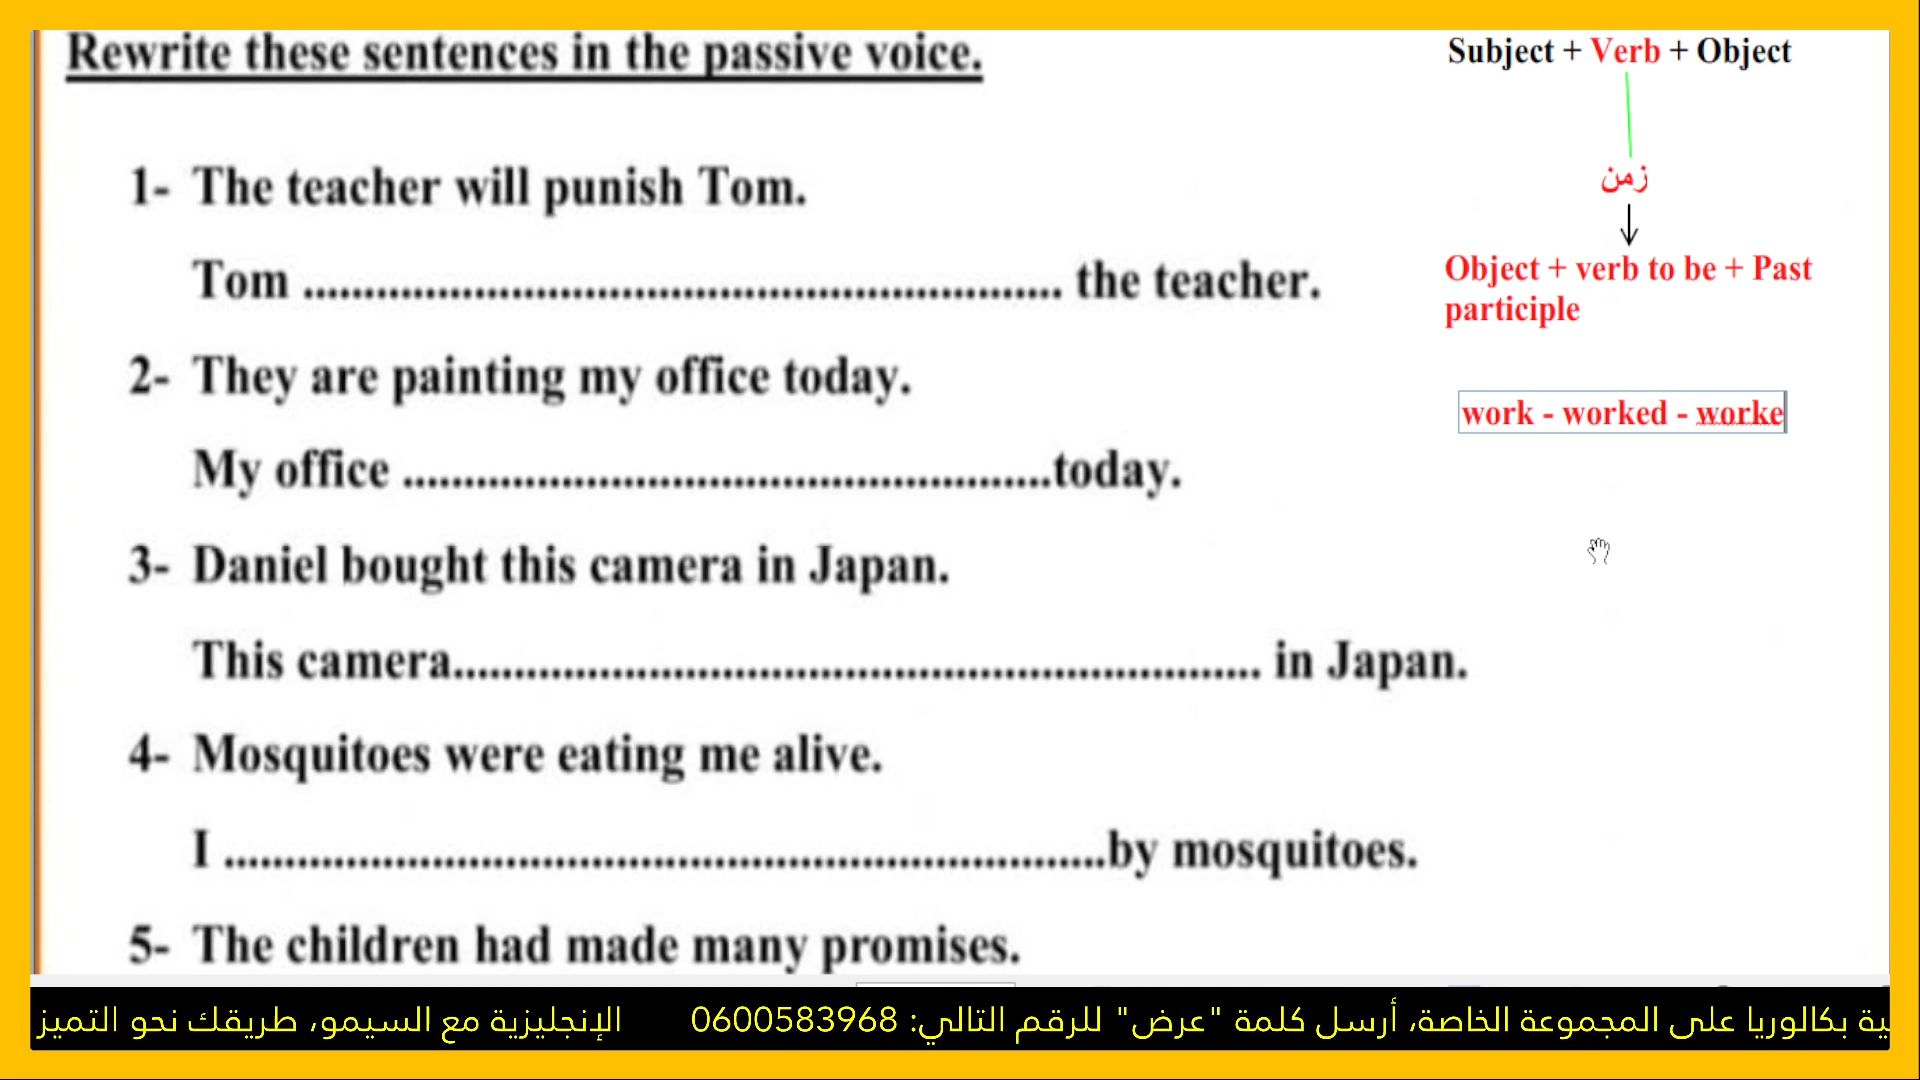 Rewrite these sentences in the passive voice.
1- The teacher will punish Tom.
Tom .............................................................. the teacher.
2- They are painting my office today.
My office .....................................................today.
3- Daniel bought this camera in Japan.
This camera.................................................................. in Japan.
4- Mosquitoes were eating me alive.
I ........................................................................by mosquitoes.
5- The children had made many promises.
Subject + Verb + Object
زمن
Object + verb to be + Past
participle
work - worked - worke
ية بكالوريا على المجموعة الخاصة، أرسل كلمة "عرض" للرقم التالي: 0600583968 الإنجليزية مع السيمو، طريقك نحو التميز